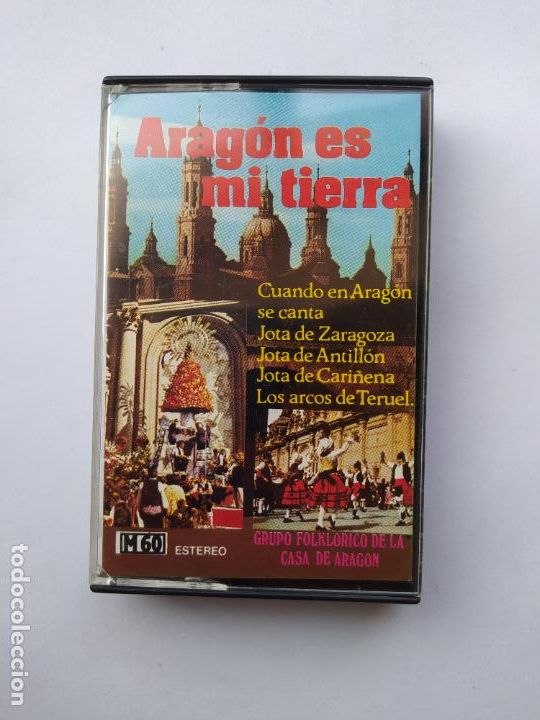 Aragón es
mi tierra
Cuando en Aragón
se canta
Jota de Zaragoza
Jota de Antillón
Jota de Cariñena
Los arcos de Teruel.
GRUPO FOLKLORICO DE LA
CASA DE ARAGON
M 60 ESTEREO
todocoleccion